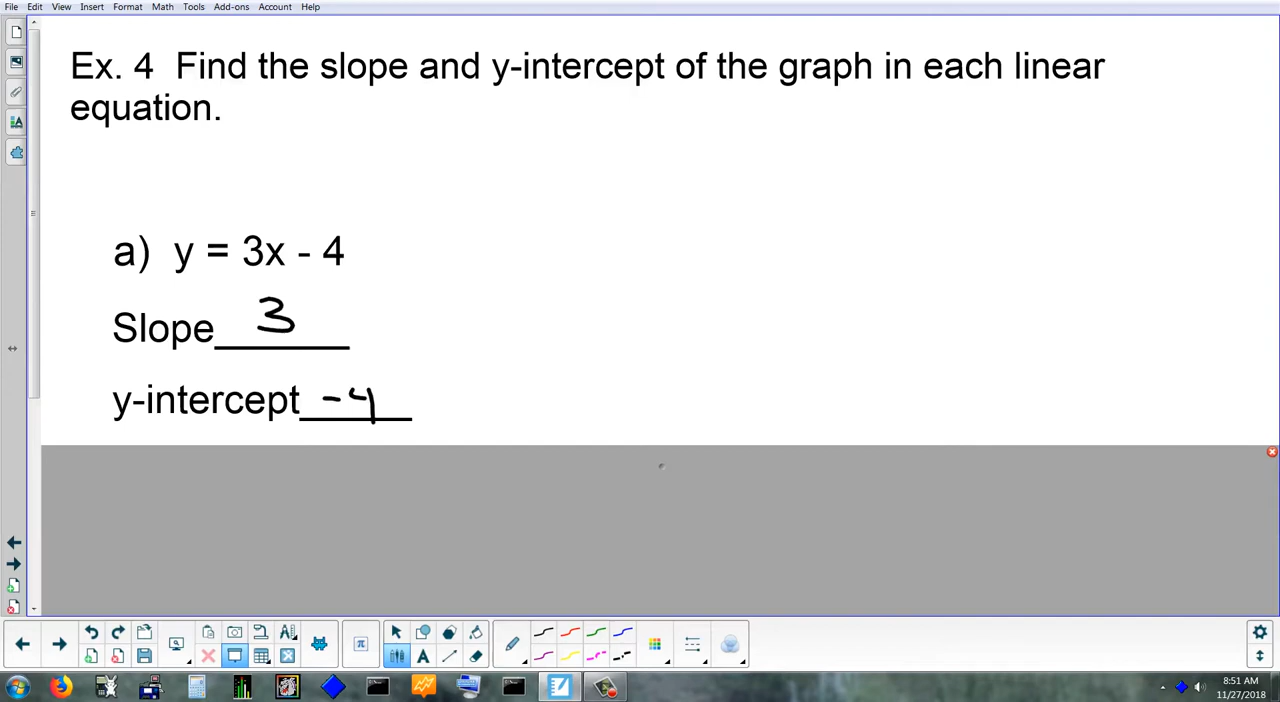 File Edit View Insert Format Math Tools Add-ons Account Help
Ex. 4 Find the slope and y-intercept of the graph in each linear
equation.
a) y = 3x - 4
Slope 3
y-intercept -4
8:51 AM
11/27/2018